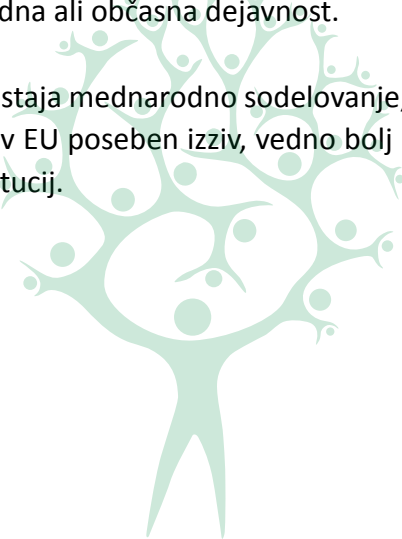 dna ali občasna dejavnost.
staja mednarodno sodelovanje,
v EU poseben izziv, vedno bolj
tucij.